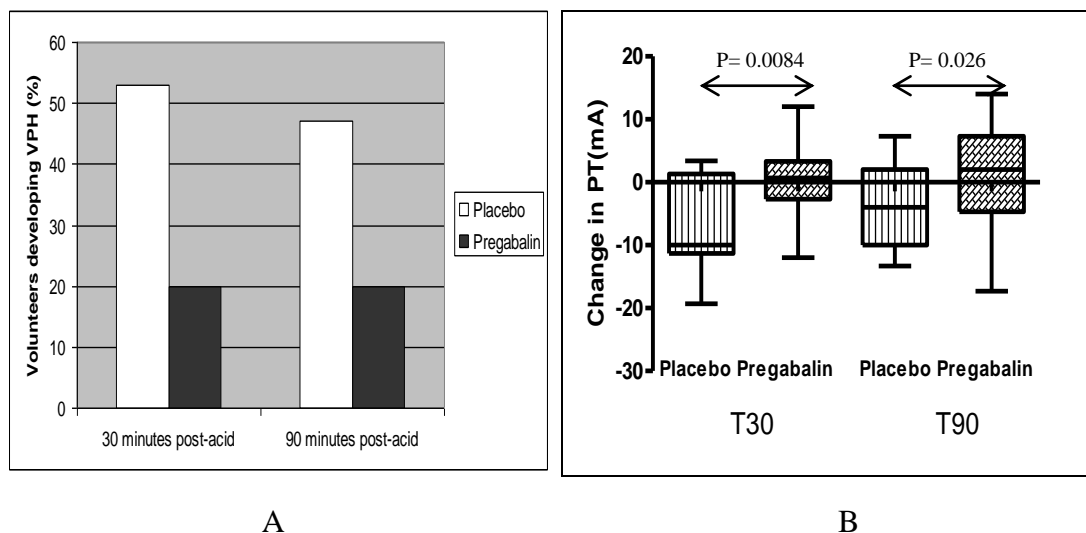 Volunteers developing VPH (%)
60
50
40
30
20
10
0
30 minutes post-acid
90 minutes post-acid
Placebo
Pregabalin
A
Change in PT(mA)
20
10
0
-10
-20
-30
P= 0.0084
P= 0.026
Placebo Pregabalin
Placebo Pregabalin
T30
T90
B